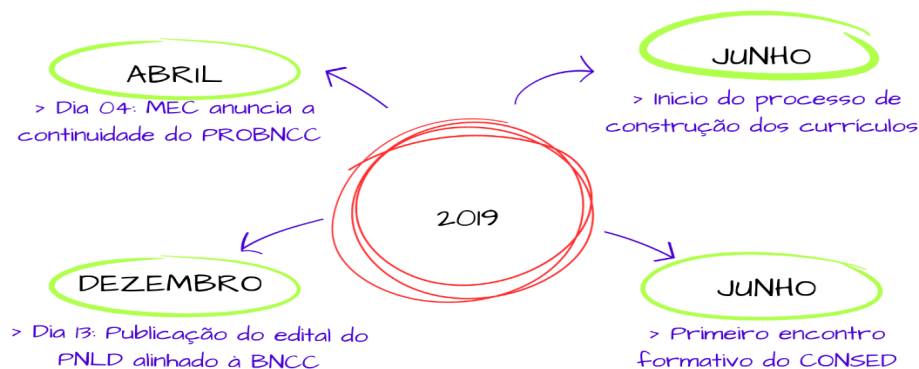 ABRIL
> Dia 04: MEC anuncia a
continuidade do PROBNCC
JUNHO
> Inicio do processo de
construção dos currículos
2019
DEZEMBRO
> Dia 13: Publicação do edital do
PNLD alinhado à BNCC
JUNHO
> Primeiro encontro
formativo do CONSED